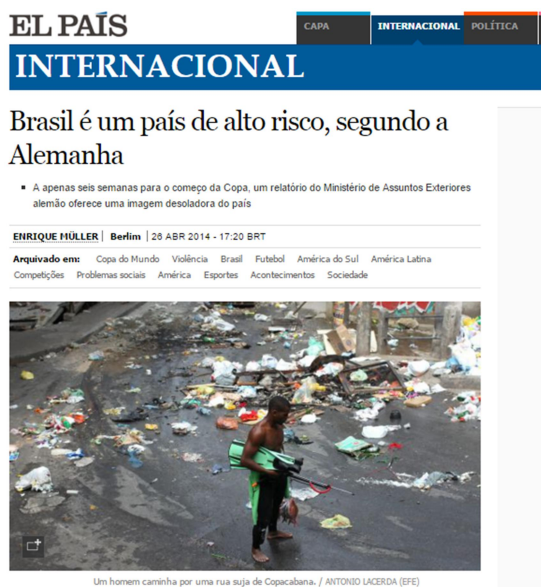 EL PAÍS
CAPA
INTERNACIONAL
POLÍTICA
INTERNACIONAL
Brasil é um país de alto risco, segundo a
Alemanha
A apenas seis semanas para o começo da Copa, um relatório do Ministério de Assuntos Exteriores
alemão oferece uma imagem desoladora do país
ENRIQUE MÜLLER | Berlim | 26 ABR 2014 - 17:20 BRT
Arquivado em: Copa do Mundo Violência Brasil Futebol América do Sul América Latina
Competições Problemas sociais América Esportes Acontecimentos Sociedade
Um homem caminha por uma rua suja de Copacabana. / ANTONIO LACERDA (EFE)